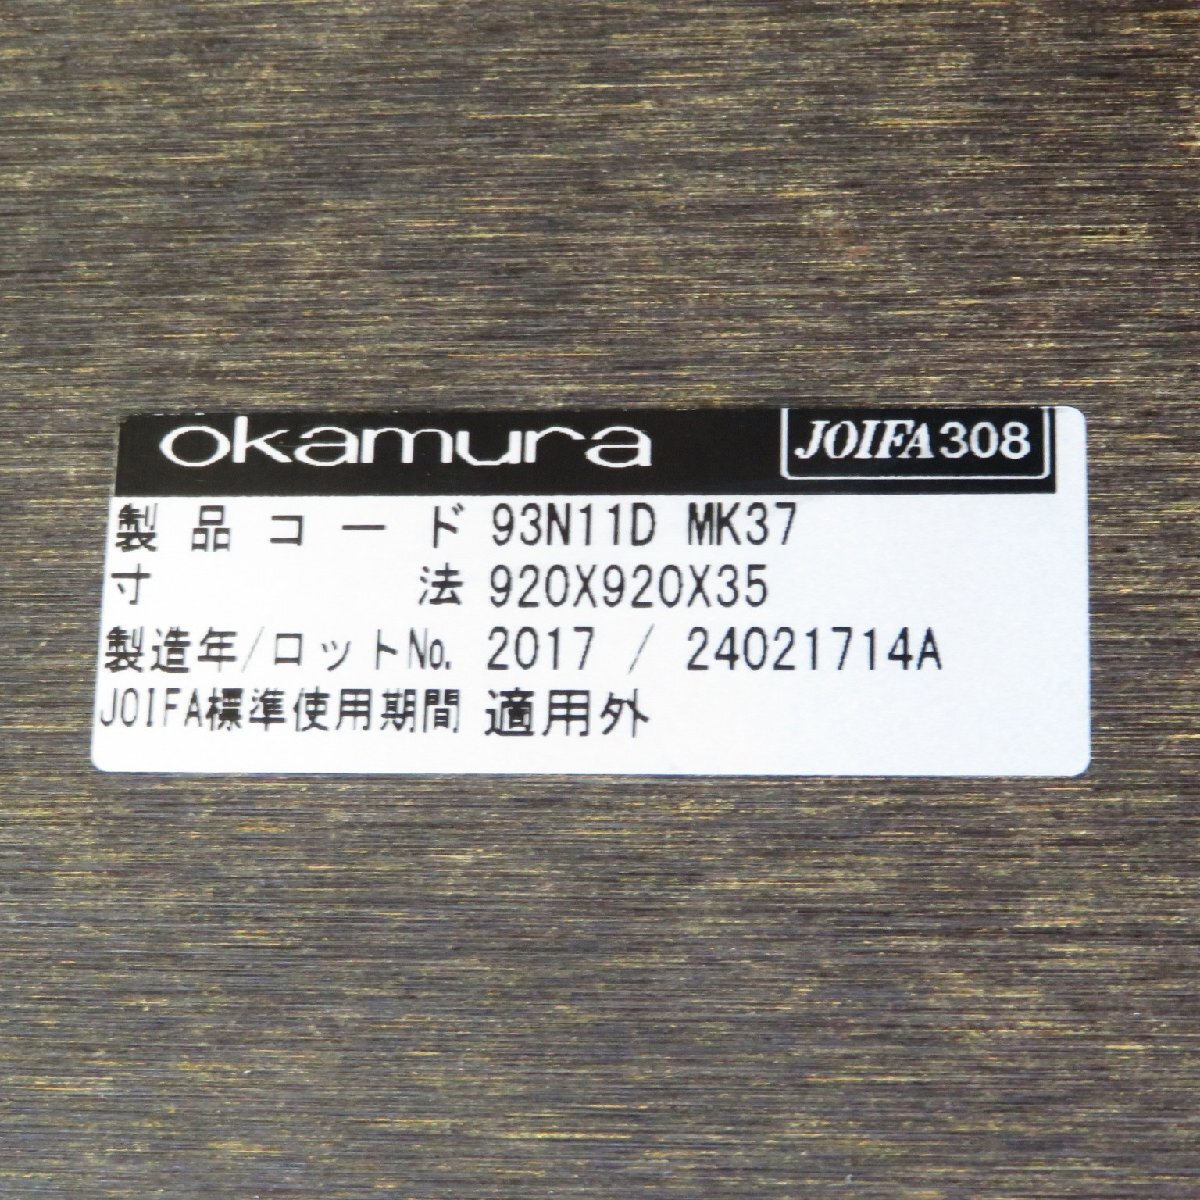 okamura JOIFA308
製品コード 93N11D MK37
寸法 920X920X35
製造年/ロットNo. 2017 / 24021714A
JOIFA標準使用期間 適用外